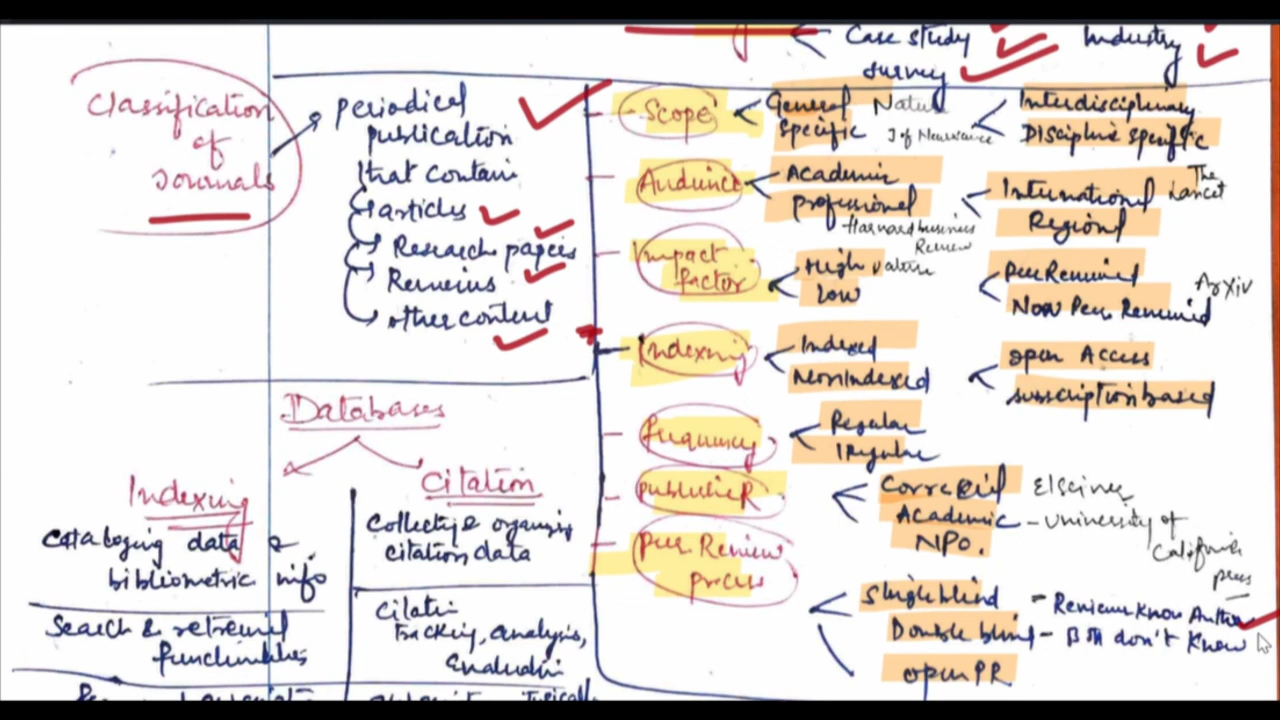 Case study
Industry
survey
Classification
of
Journals
Periodical
publication
that contain
articles
Research papers
Reviews
other content
Scope
General
Specific
Nature
J of Neuroscience
Interdisciplinary
Discipline specific
Audience
Academic
professional
Harvard business
Review
International
Regional
The
Lancet
Impact
factor
High
Low
Nature
Peer Reviewed
Non Peer Reviewed
ArXiv
Indexing
Indexed
Non Indexed
open Access
subscription based
frequency
Regular
IRegular
publisheR
Academic
NPO.
University of
California
press
Peer Review
process
Single blind
- Reviewer know Author
Double blind - Both don't know
open PR
Databases
Indexing
Cataloging data &
bibliometric info
Search & retrieval
functionalities
Citation
Collecting & organizing
citation data
Citation
tracking, analysis,
Evaluation